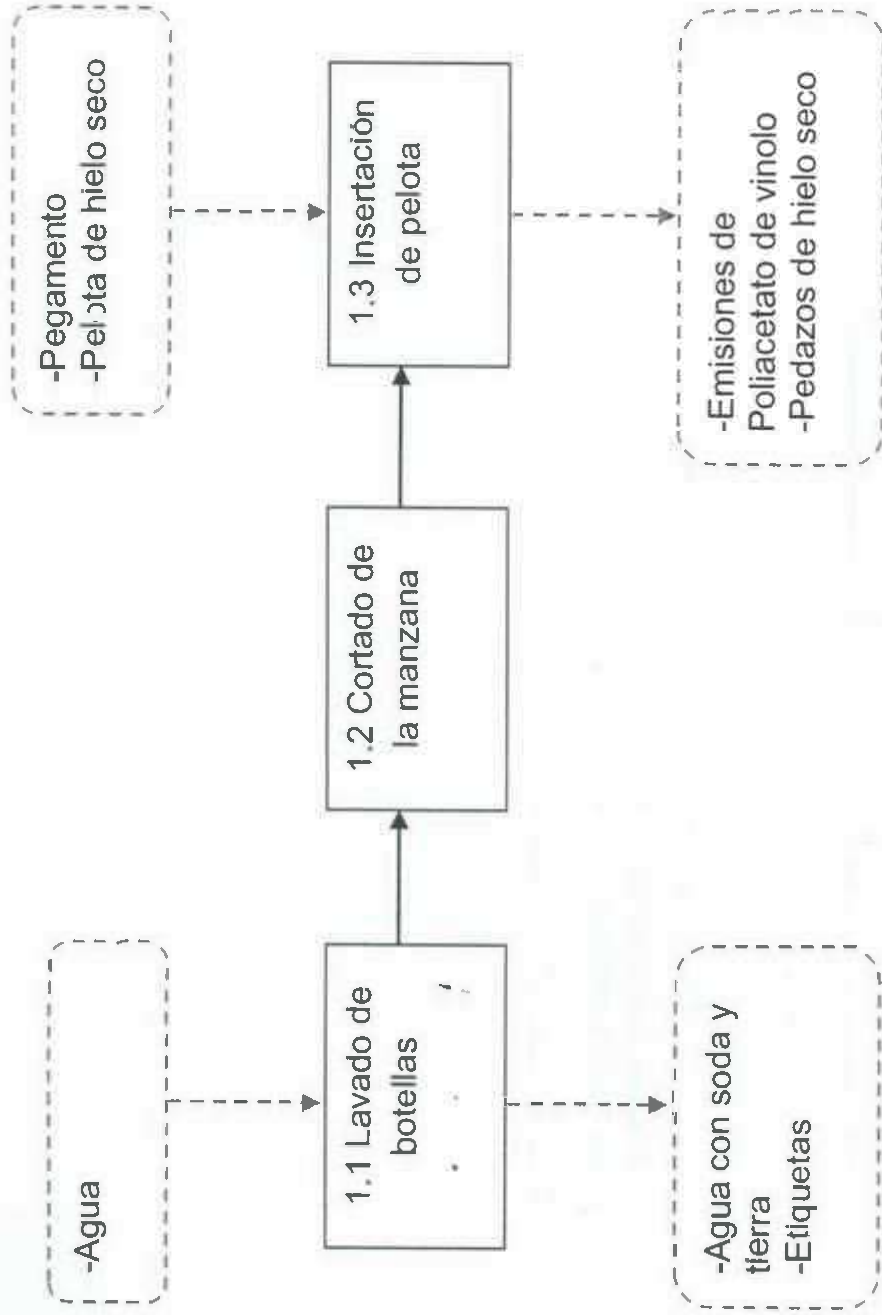 -Agua
-Pegamento
-Pelota de hielo seco
1.1 Lavado de
botellas
1.2 Cortado de
la manzana
1.3 Insertación
de pelota
-Agua con soda y
tierra
-Etiquetas
-Emisiones de
Poliacetato de vinolo
-Pedazos de hielo seco